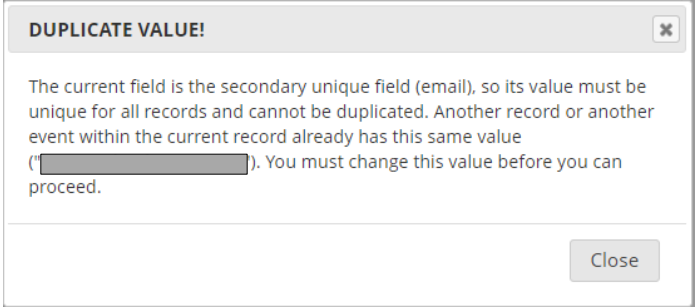 DUPLICATE VALUE!
The current field is the secondary unique field (email), so its value must be
unique for all records and cannot be duplicated. Another record or another
event within the current record already has this same value
(" "). You must change this value before you can
proceed.
Close